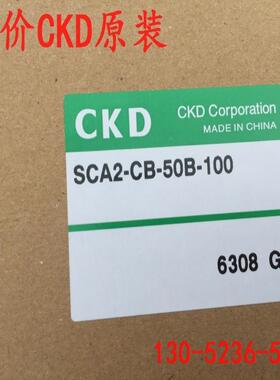 价CKD原装
CKD
CKD Corporation
MADE IN CHINA
SCA2-CB-50B-100
6308 G
130-5236-5